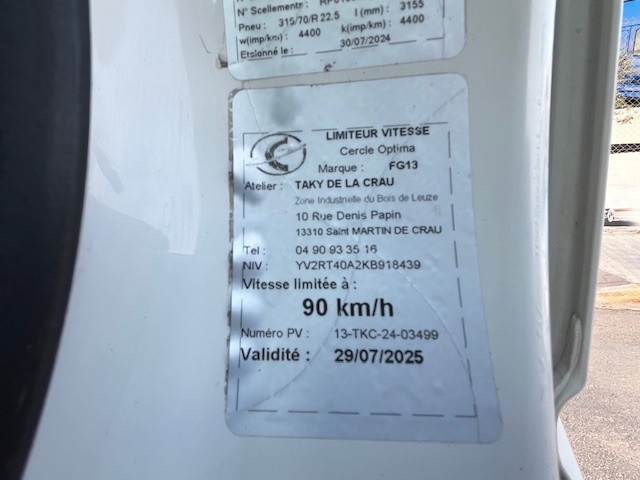 N° Scellement :
Pneu : 315/70/R 22.5 l (mm) : 3155
w(imp/km) : 4400 k(imp/km) : 4400
Etslonné le : 30/07/2024
LIMITEUR VITESSE
Cercle Optima
Marque : FG13
Atelier : TAKY DE LA CRAU
Zone Industrielle du Bois de Leuze
10 Rue Denis Papin
13310 Saint MARTIN DE CRAU
Tel : 04 90 93 35 16
NIV : YV2RT40A2KB918439
Vitesse limitée à :
90 km/h
Numéro PV : 13-TKC-24-03499
Validité : 29/07/2025